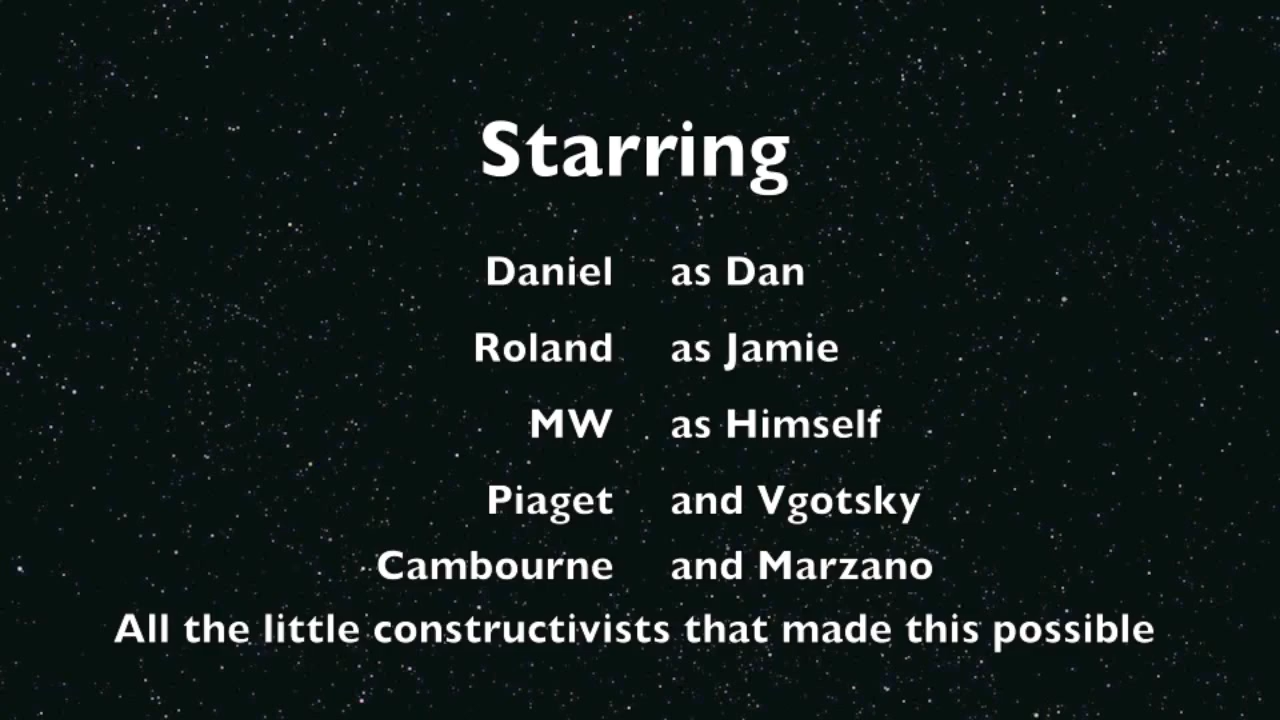 Starring
Daniel as Dan
Roland as Jamie
MW as Himself
Piaget and Vgotsky
Cambourne and Marzano
All the little constructivists that made this possible